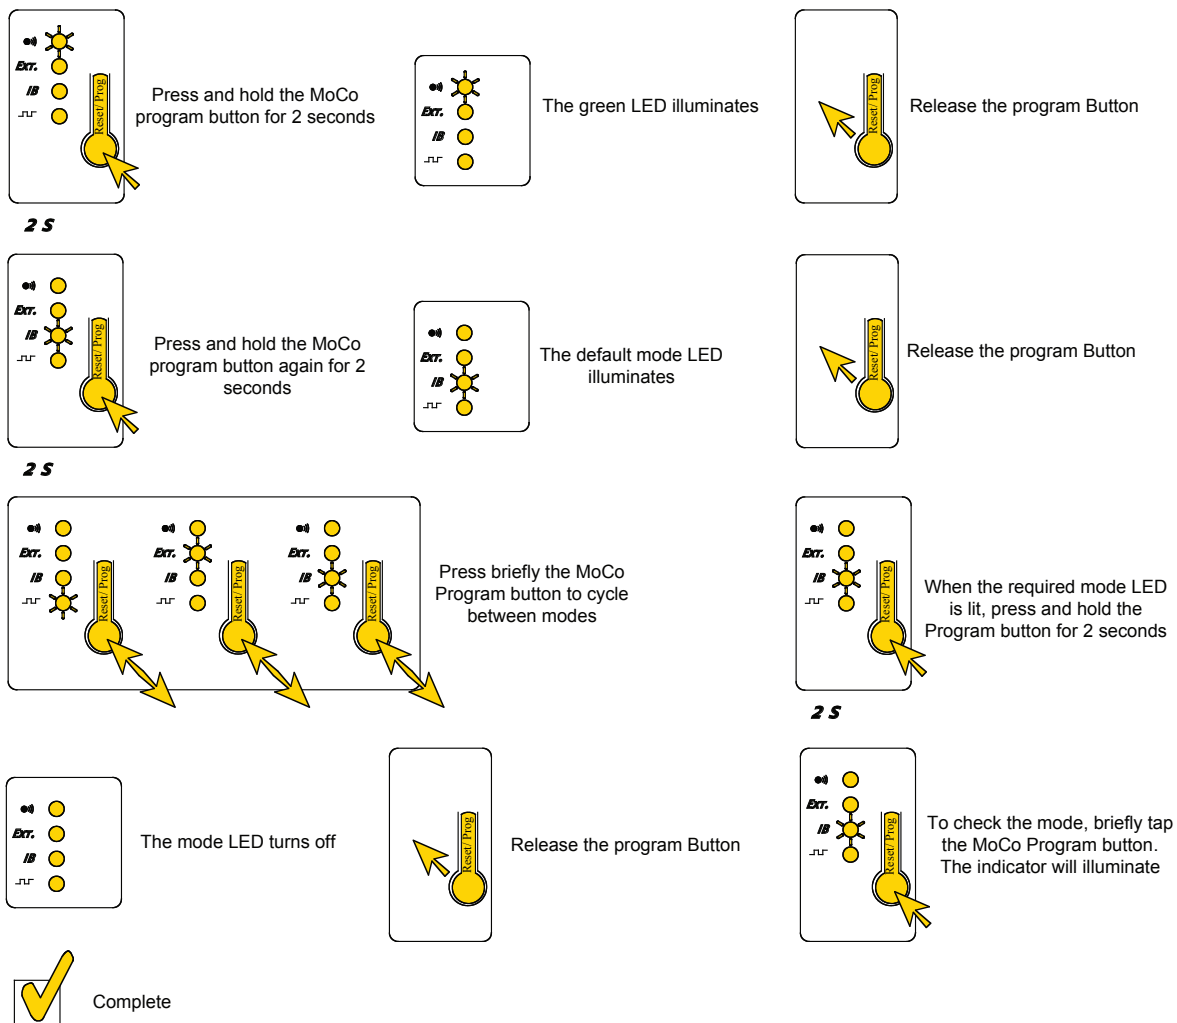 Ext.
IB
Reset/ Prog
2 S
Press and hold the MoCo
program button for 2 seconds
Ext.
IB
The green LED illuminates
Reset/ Prog
Release the program Button
Ext.
IB
Reset/ Prog
2 S
Press and hold the MoCo
program button again for 2
seconds
Ext.
IB
The default mode LED
illuminates
Reset/ Prog
Release the program Button
Ext.
IB
Reset/ Prog
Ext.
IB
Reset/ Prog
Ext.
IB
Reset/ Prog
Press briefly the MoCo
Program button to cycle
between modes
Ext.
IB
Reset/ Prog
2 S
When the required mode LED
is lit, press and hold the
Program button for 2 seconds
Ext.
IB
The mode LED turns off
Reset/ Prog
Release the program Button
Ext.
IB
Reset/ Prog
To check the mode, briefly tap
the MoCo Program button.
The indicator will illuminate
Complete